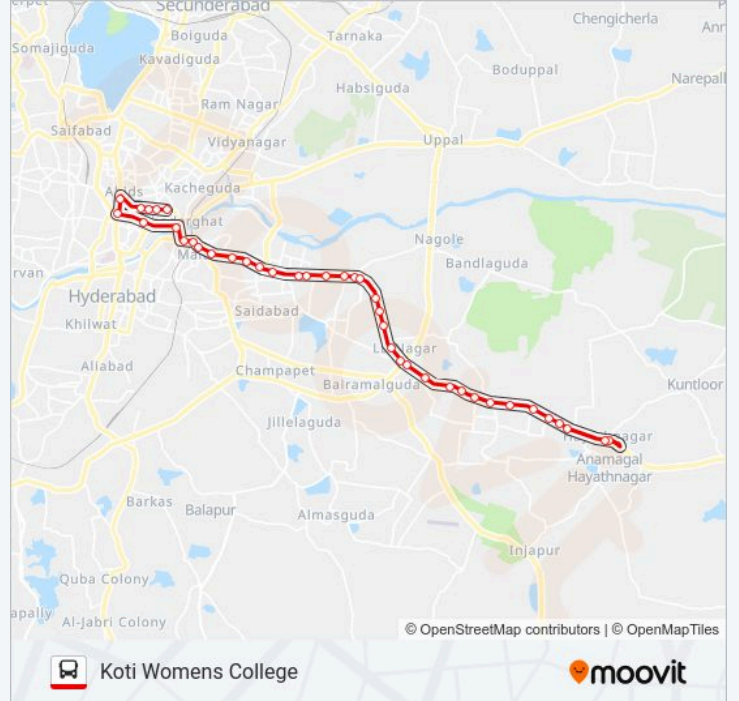 Secunderabad
Chengicherla
Boiguda
Tarnaka
Somajiguda
Kavadiguda
Boduppal
Habsiguda
Narepall
Ram Nagar
Saifabad
Vidyanagar
Uppal
Abids
Kacheguda
Nagole
Bandlaguda
Hyderabad
Saidabad
Khilwat
Aliabad
Champapet
Bairamalguda
Kuntloor
Jillelaguda
Anamagal
Hayathnagar
Barkas
Balapur
Almasguda
Injapur
Quba Colony
Al-Jabri Colony
© OpenStreetMap contributors | © OpenMapTiles
Koti Womens College
moovit